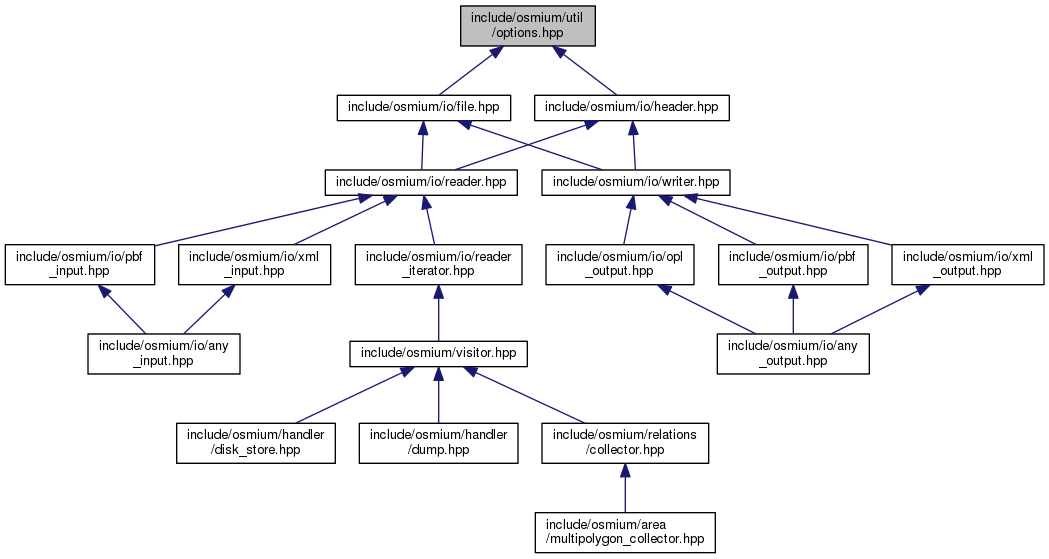 include/osmium/util
/options.hpp
include/osmium/io/file.hpp
include/osmium/io/header.hpp
include/osmium/io/reader.hpp
include/osmium/io/writer.hpp
include/osmium/io/pbf
_input.hpp
include/osmium/io/xml
_input.hpp
include/osmium/io/reader
_iterator.hpp
include/osmium/io/opl
_output.hpp
include/osmium/io/pbf
_output.hpp
include/osmium/io/xml
_output.hpp
include/osmium/io/any
_input.hpp
include/osmium/visitor.hpp
include/osmium/io/any
_output.hpp
include/osmium/handler
/disk_store.hpp
include/osmium/handler
/dump.hpp
include/osmium/relations
/collector.hpp
include/osmium/area
/multipolygon_collector.hpp